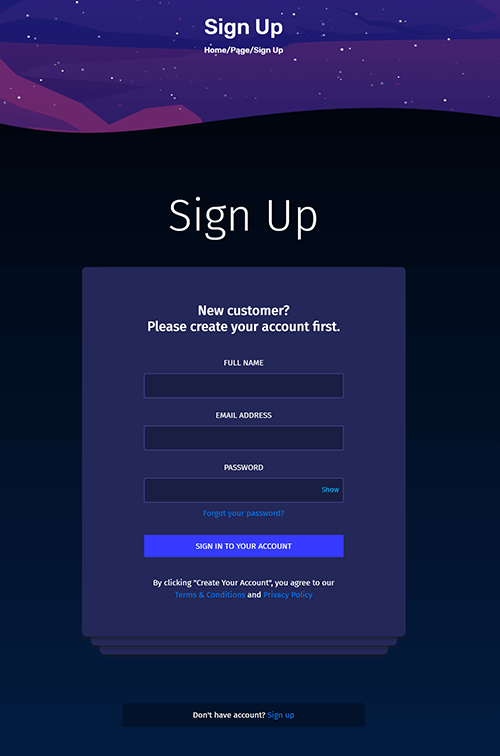 Sign Up
Home/Page/Sign Up
Sign Up
New customer?
Please create your account first.
FULL NAME
EMAIL ADDRESS
PASSWORD
Show
Forgot your password?
SIGN IN TO YOUR ACCOUNT
By clicking "Create Your Account", you agree to our
Terms & Conditions and Privacy Policy
Don't have account? Sign up